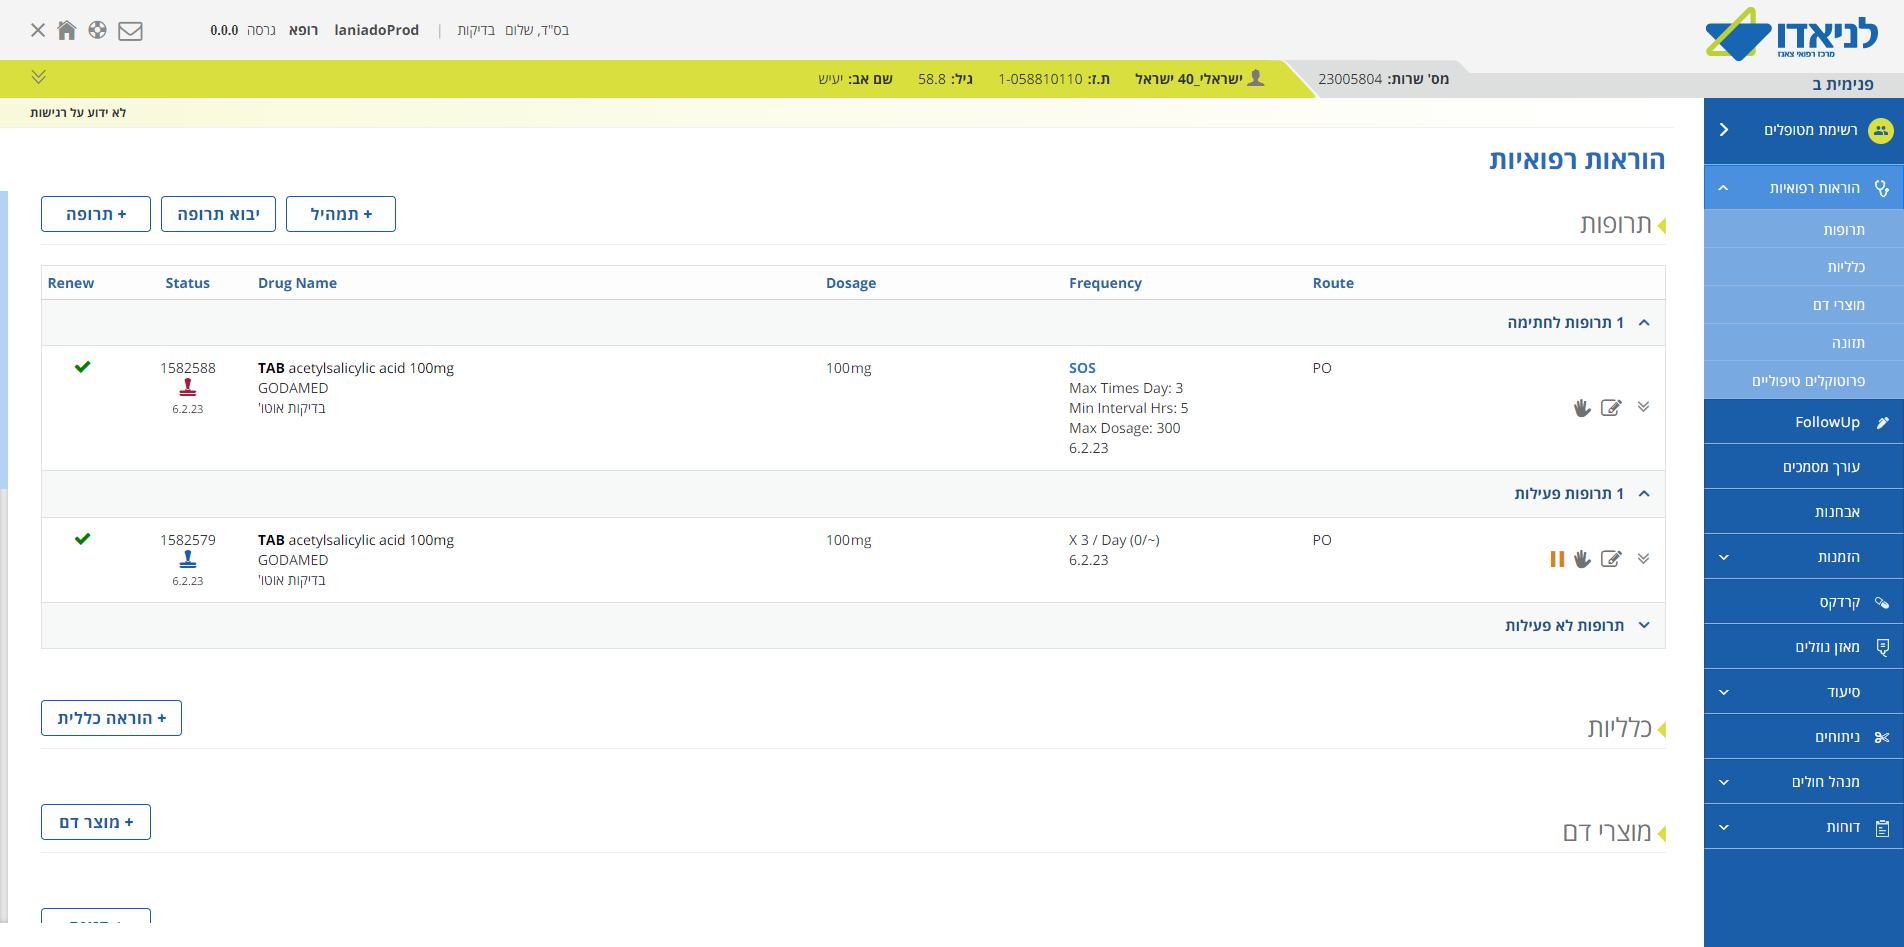 לניאדו
מרכז רפואי צאנז
בס"ד, שלום בדיקות | laniadoProd רופא גרסה 0.0.0
פנימית ב
מס' שרות: 23005804
ישראלי_40 ישראל ת.ז: 1-058810110 גיל: 58.8 שם אב: יעיש
לא ידוע על רגישות
רשימת מטופלים
הוראות רפואיות
תרופות
כלליות
מוצרי דם
תזונה
פרוטוקלים טיפוליים
FollowUp
עורך מסמכים
אבחנות
הזמנות
קרדקס
מאזן נוזלים
סיעוד
ניתוחים
מנהל חולים
דוחות
הוראות רפואיות
תרופות
+ תמהיל
יבוא תרופה
+ תרופה
Renew Status Drug Name Dosage Frequency Route
1 תרופות לחתימה
1582588 TAB acetylsalicylic acid 100mg 100mg SOS PO
GODAMED Max Times Day: 3
6.2.23 בדיקות אוטו' Min Interval Hrs: 5
Max Dosage: 300
6.2.23
1 תרופות פעילות
1582579 TAB acetylsalicylic acid 100mg 100mg X 3 / Day (0/~) PO
GODAMED 6.2.23
6.2.23 בדיקות אוטו'
תרופות לא פעילות
כלליות
+ הוראה כללית
מוצרי דם
+ מוצר דם